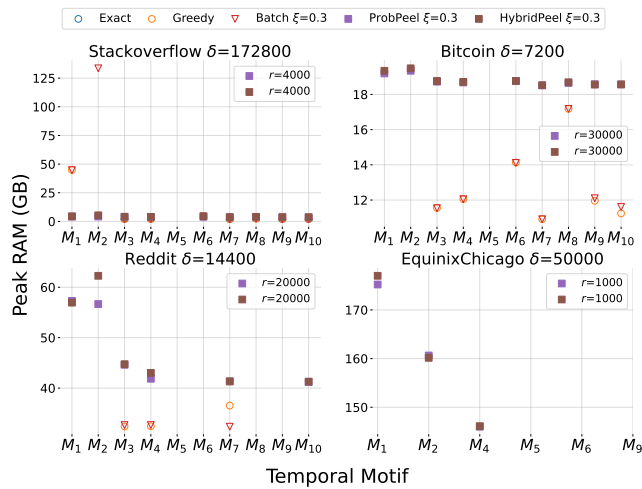 Exact Greedy Batch ξ=0.3 ProbPeel ξ=0.3 HybridPeel ξ=0.3
Stackoverflow δ=172800
Bitcoin δ=7200
r=4000
r=4000
125
100
75
50
25
0
M₁ M₂ M₃ M₄ M₅ M₆ M₇ M₈ M₉ M₁₀
18
16
14
12
r=30000
r=30000
M₁ M₂ M₃ M₄ M₅ M₆ M₇ M₈ M₉ M₁₀
Peak RAM (GB)
Reddit δ=14400
EquinixChicago δ=50000
r=20000
r=20000
60
50
40
M₁ M₂ M₃ M₄ M₅ M₆ M₇ M₈ M₉ M₁₀
r=1000
r=1000
170
160
150
M₁ M₂ M₄ M₅ M₆ M₉
Temporal Motif